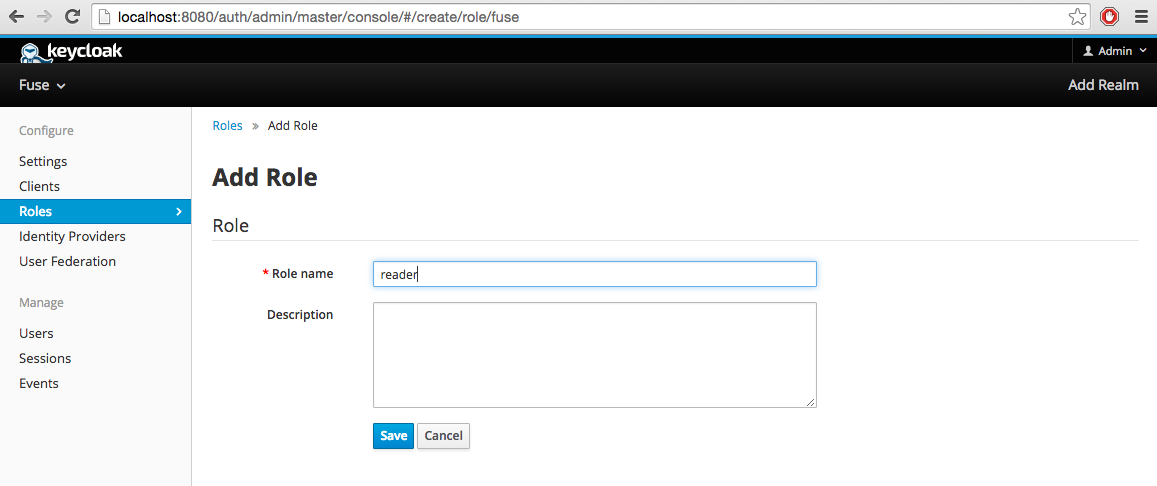 localhost:8080/auth/admin/master/console/#/create/role/fuse
keycloak
Admin
Fuse
Add Realm
Configure
Settings
Clients
Roles
Identity Providers
User Federation
Manage
Users
Sessions
Events
Roles » Add Role
Add Role
Role
* Role name
reader
Description
Save
Cancel